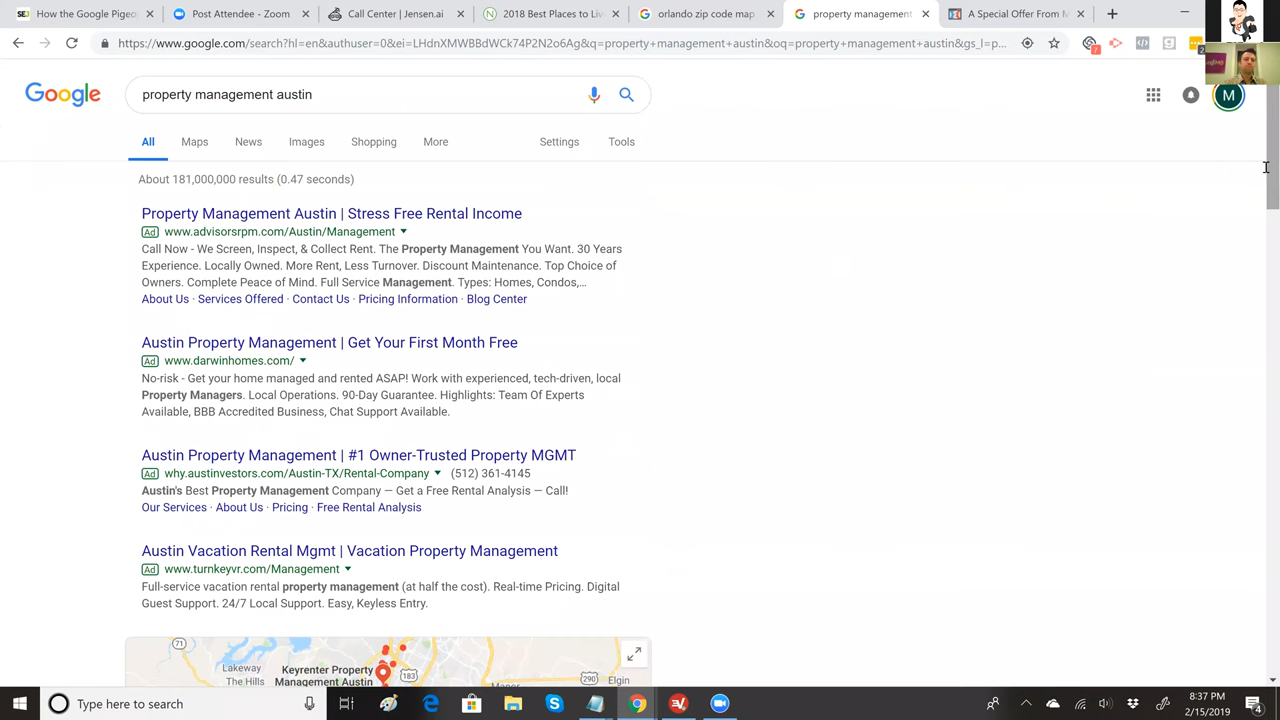 How the Google Pigeo
Post Attendee - Zoom
Call Center | Jensen.ai
2018 Best Places to Liv
orlando zip code map
property management
A Special Offer From M
https://www.google.com/search?hl=en&authuser=0&ei=LHdnXMWBBdWCk74P2N2o6Ag&q=property+management+austin&oq=property+management+austin&gs_l=p...
7
Google
property management austin
M
All
Maps
News
Images
Shopping
More
Settings
Tools
About 181,000,000 results (0.47 seconds)
Property Management Austin | Stress Free Rental Income
Ad www.advisorsrpm.com/Austin/Management
Call Now - We Screen, Inspect, & Collect Rent. The Property Management You Want. 30 Years
Experience. Locally Owned. More Rent, Less Turnover. Discount Maintenance. Top Choice of
Owners. Complete Peace of Mind. Full Service Management. Types: Homes, Condos,...
About Us · Services Offered · Contact Us · Pricing Information · Blog Center
Austin Property Management | Get Your First Month Free
Ad www.darwinhomes.com/
No-risk - Get your home managed and rented ASAP! Work with experienced, tech-driven, local
Property Managers. Local Operations. 90-Day Guarantee. Highlights: Team Of Experts
Available, BBB Accredited Business, Chat Support Available.
Austin Property Management | #1 Owner-Trusted Property MGMT
Ad why.austinvestors.com/Austin-TX/Rental-Company (512) 361-4145
Austin's Best Property Management Company — Get a Free Rental Analysis — Call!
Our Services · About Us · Pricing · Free Rental Analysis
Austin Vacation Rental Mgmt | Vacation Property Management
Ad www.turnkeyvr.com/Management
Full-service vacation rental property management (at half the cost). Real-time Pricing. Digital
Guest Support. 24/7 Local Support. Easy, Keyless Entry.
71
Lakeway
The Hills
Keyrenter Property
Management Austin
183
290
Elgin
Manor
Type here to search
8:37 PM
2/15/2019
4